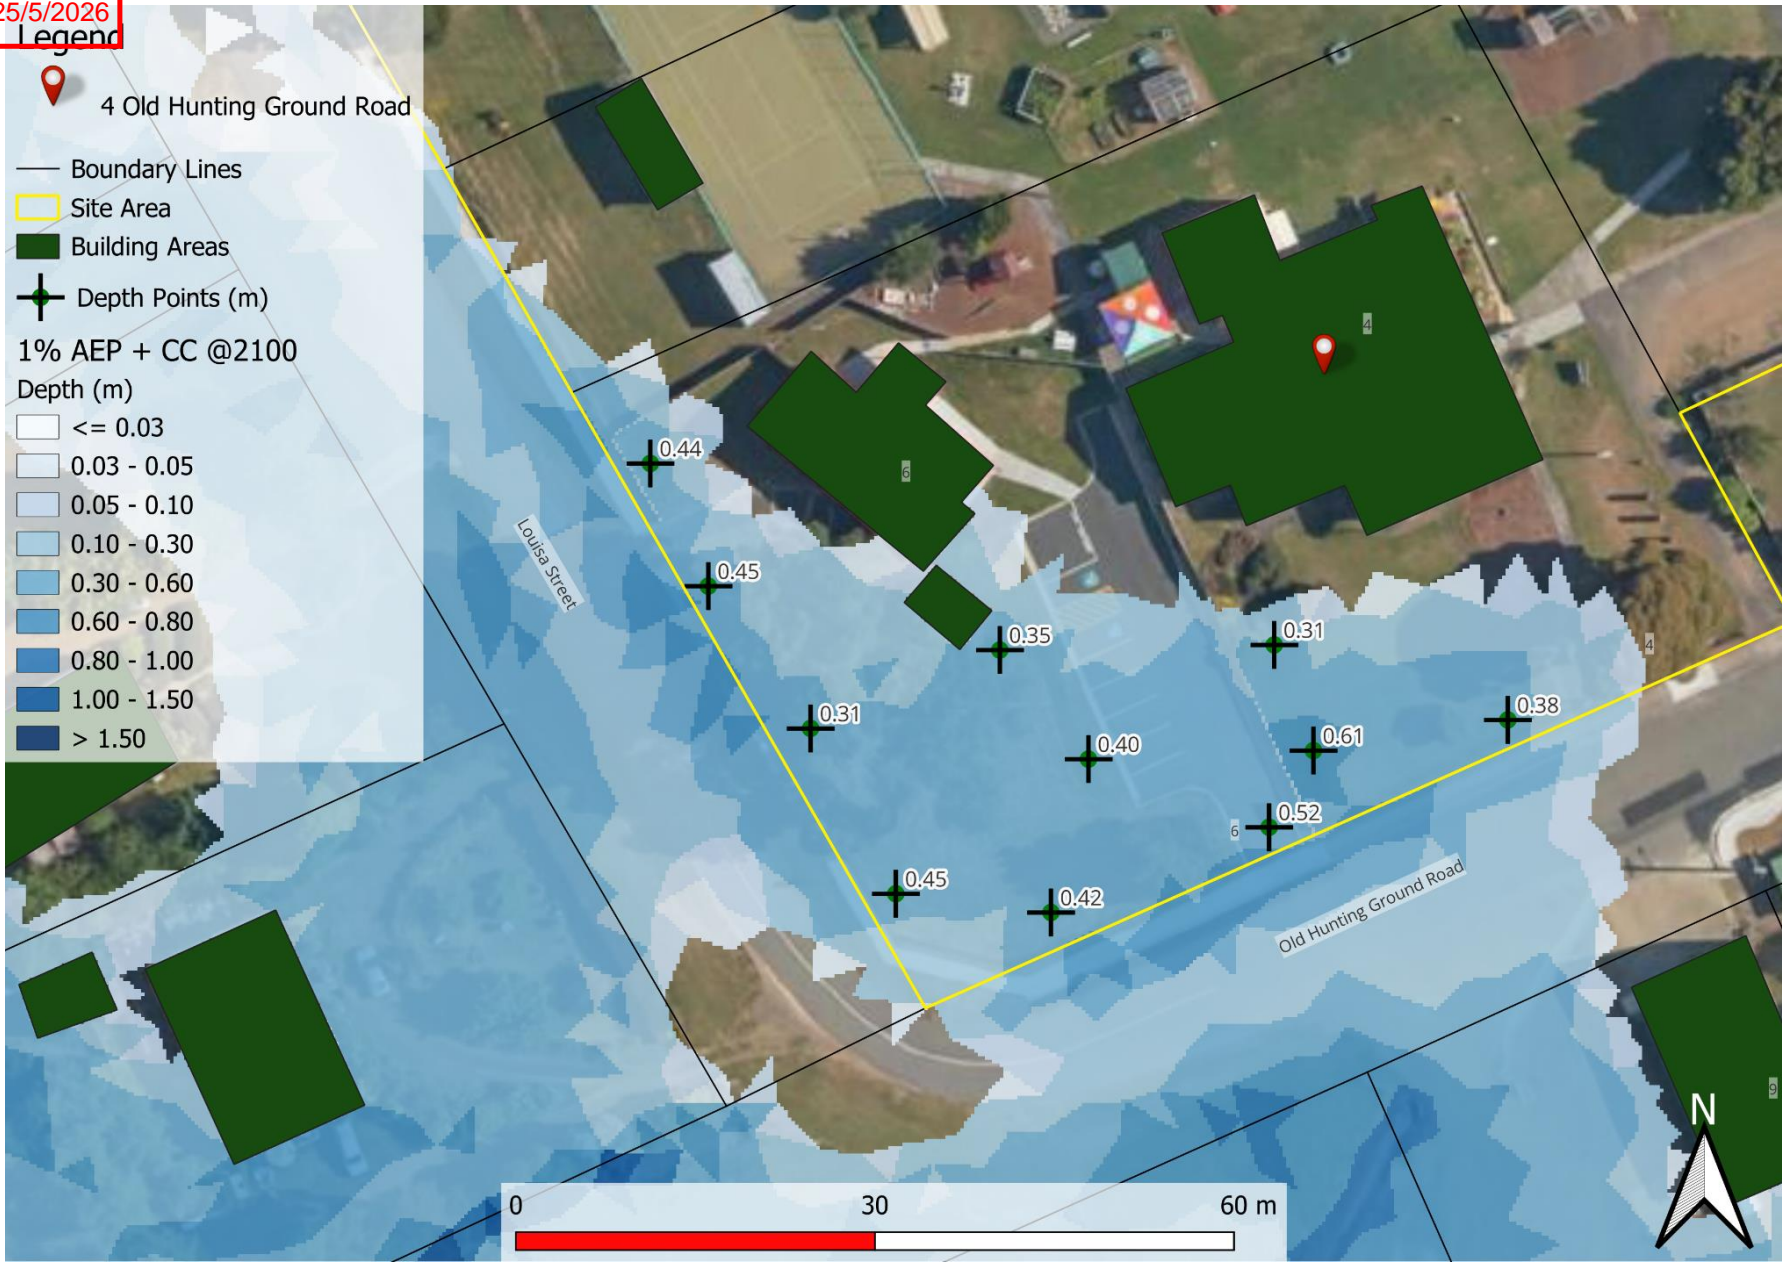 25/5/2026
Legend
4 Old Hunting Ground Road
Boundary Lines
Site Area
Building Areas
Depth Points (m)
1% AEP + CC @2100
Depth (m)
<= 0.03
0.03 - 0.05
0.05 - 0.10
0.10 - 0.30
0.30 - 0.60
0.60 - 0.80
0.80 - 1.00
1.00 - 1.50
> 1.50
4
0.44
6
Louisa Street
0.45
0.35
0.31
4
0.31
0.40
0.61
0.38
6
0.52
0.45
0.42
Old Hunting Ground Road
9
N
0
30
60 m